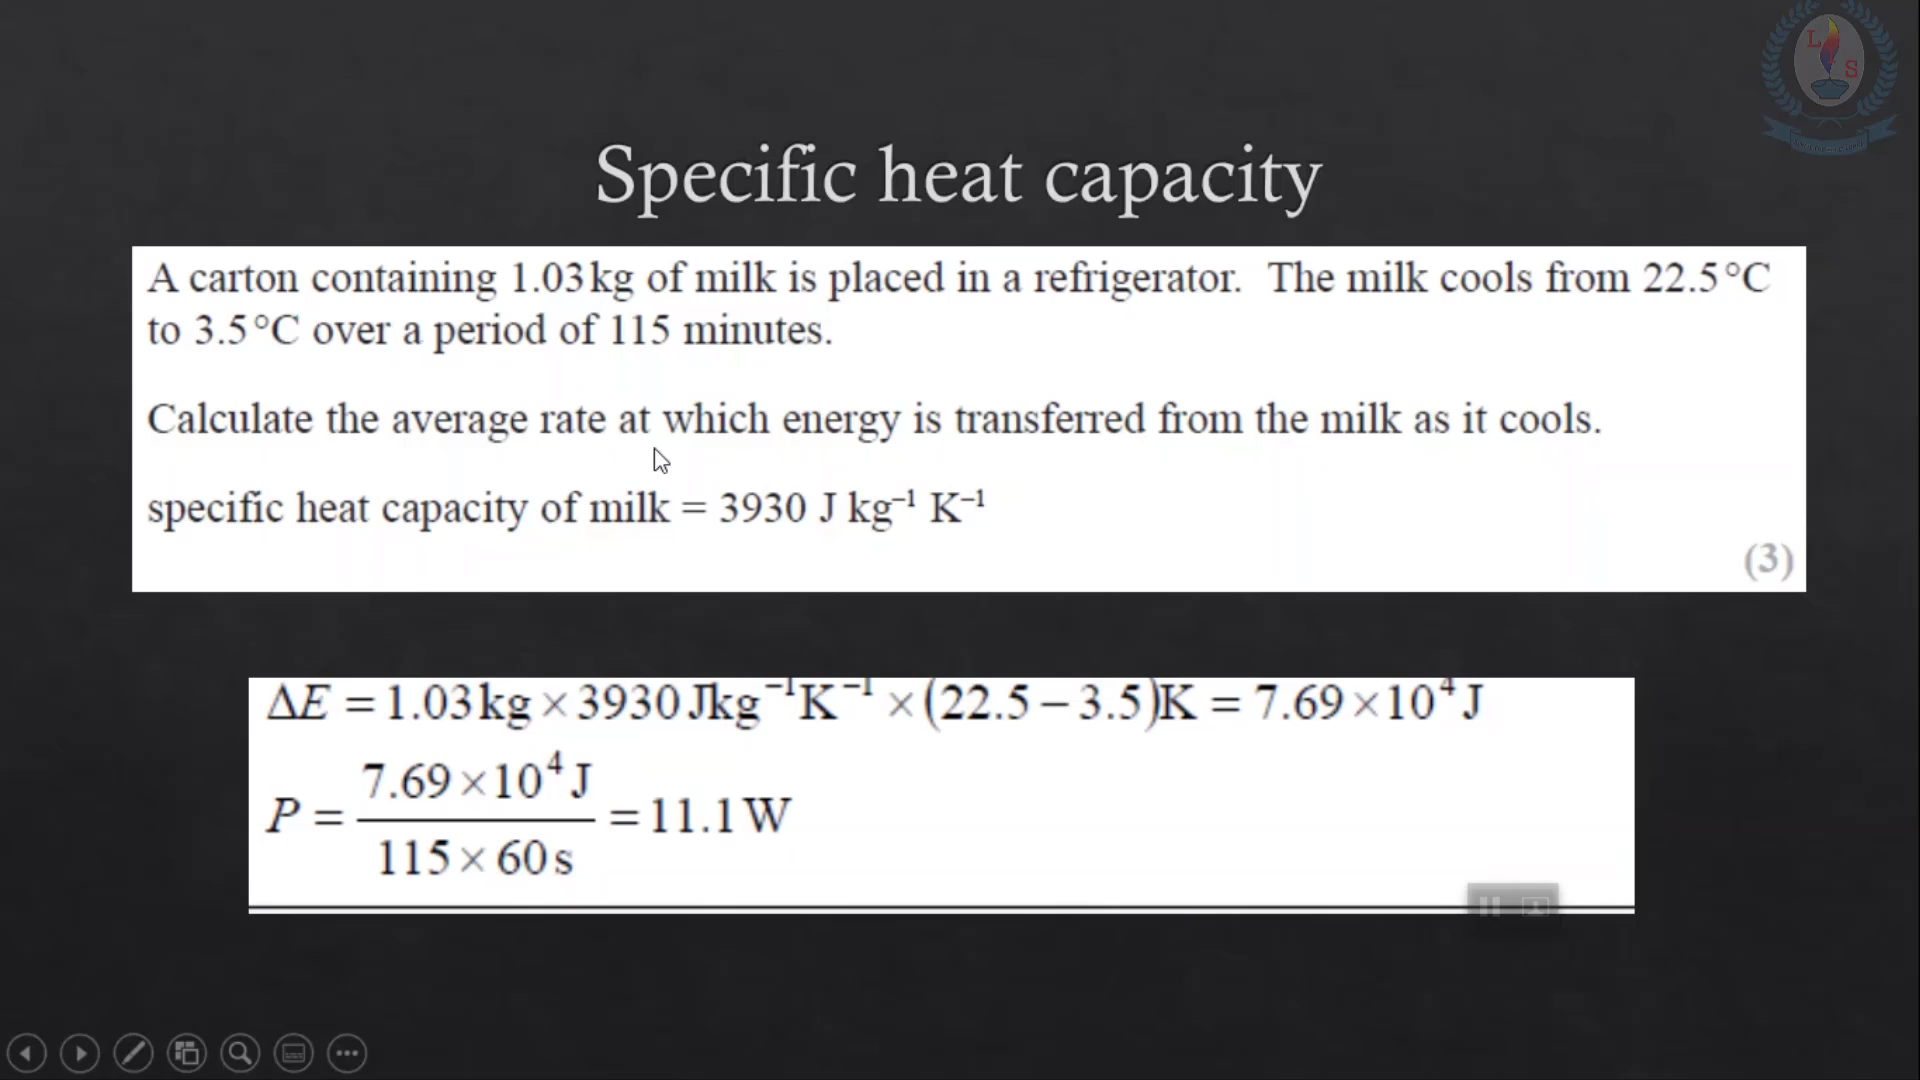 L
S
Specific heat capacity
A carton containing 1.03 kg of milk is placed in a refrigerator. The milk cools from 22.5 °C
to 3.5 °C over a period of 115 minutes.
Calculate the average rate at which energy is transferred from the milk as it cools.
specific heat capacity of milk = 3930 J kg⁻¹ K⁻¹
(3)
ΔE = 1.03 kg × 3930 Jkg⁻¹K⁻¹ × (22.5 − 3.5)K = 7.69 × 10⁴ J
P = 7.69 × 10⁴ J / 115 × 60 s = 11.1 W